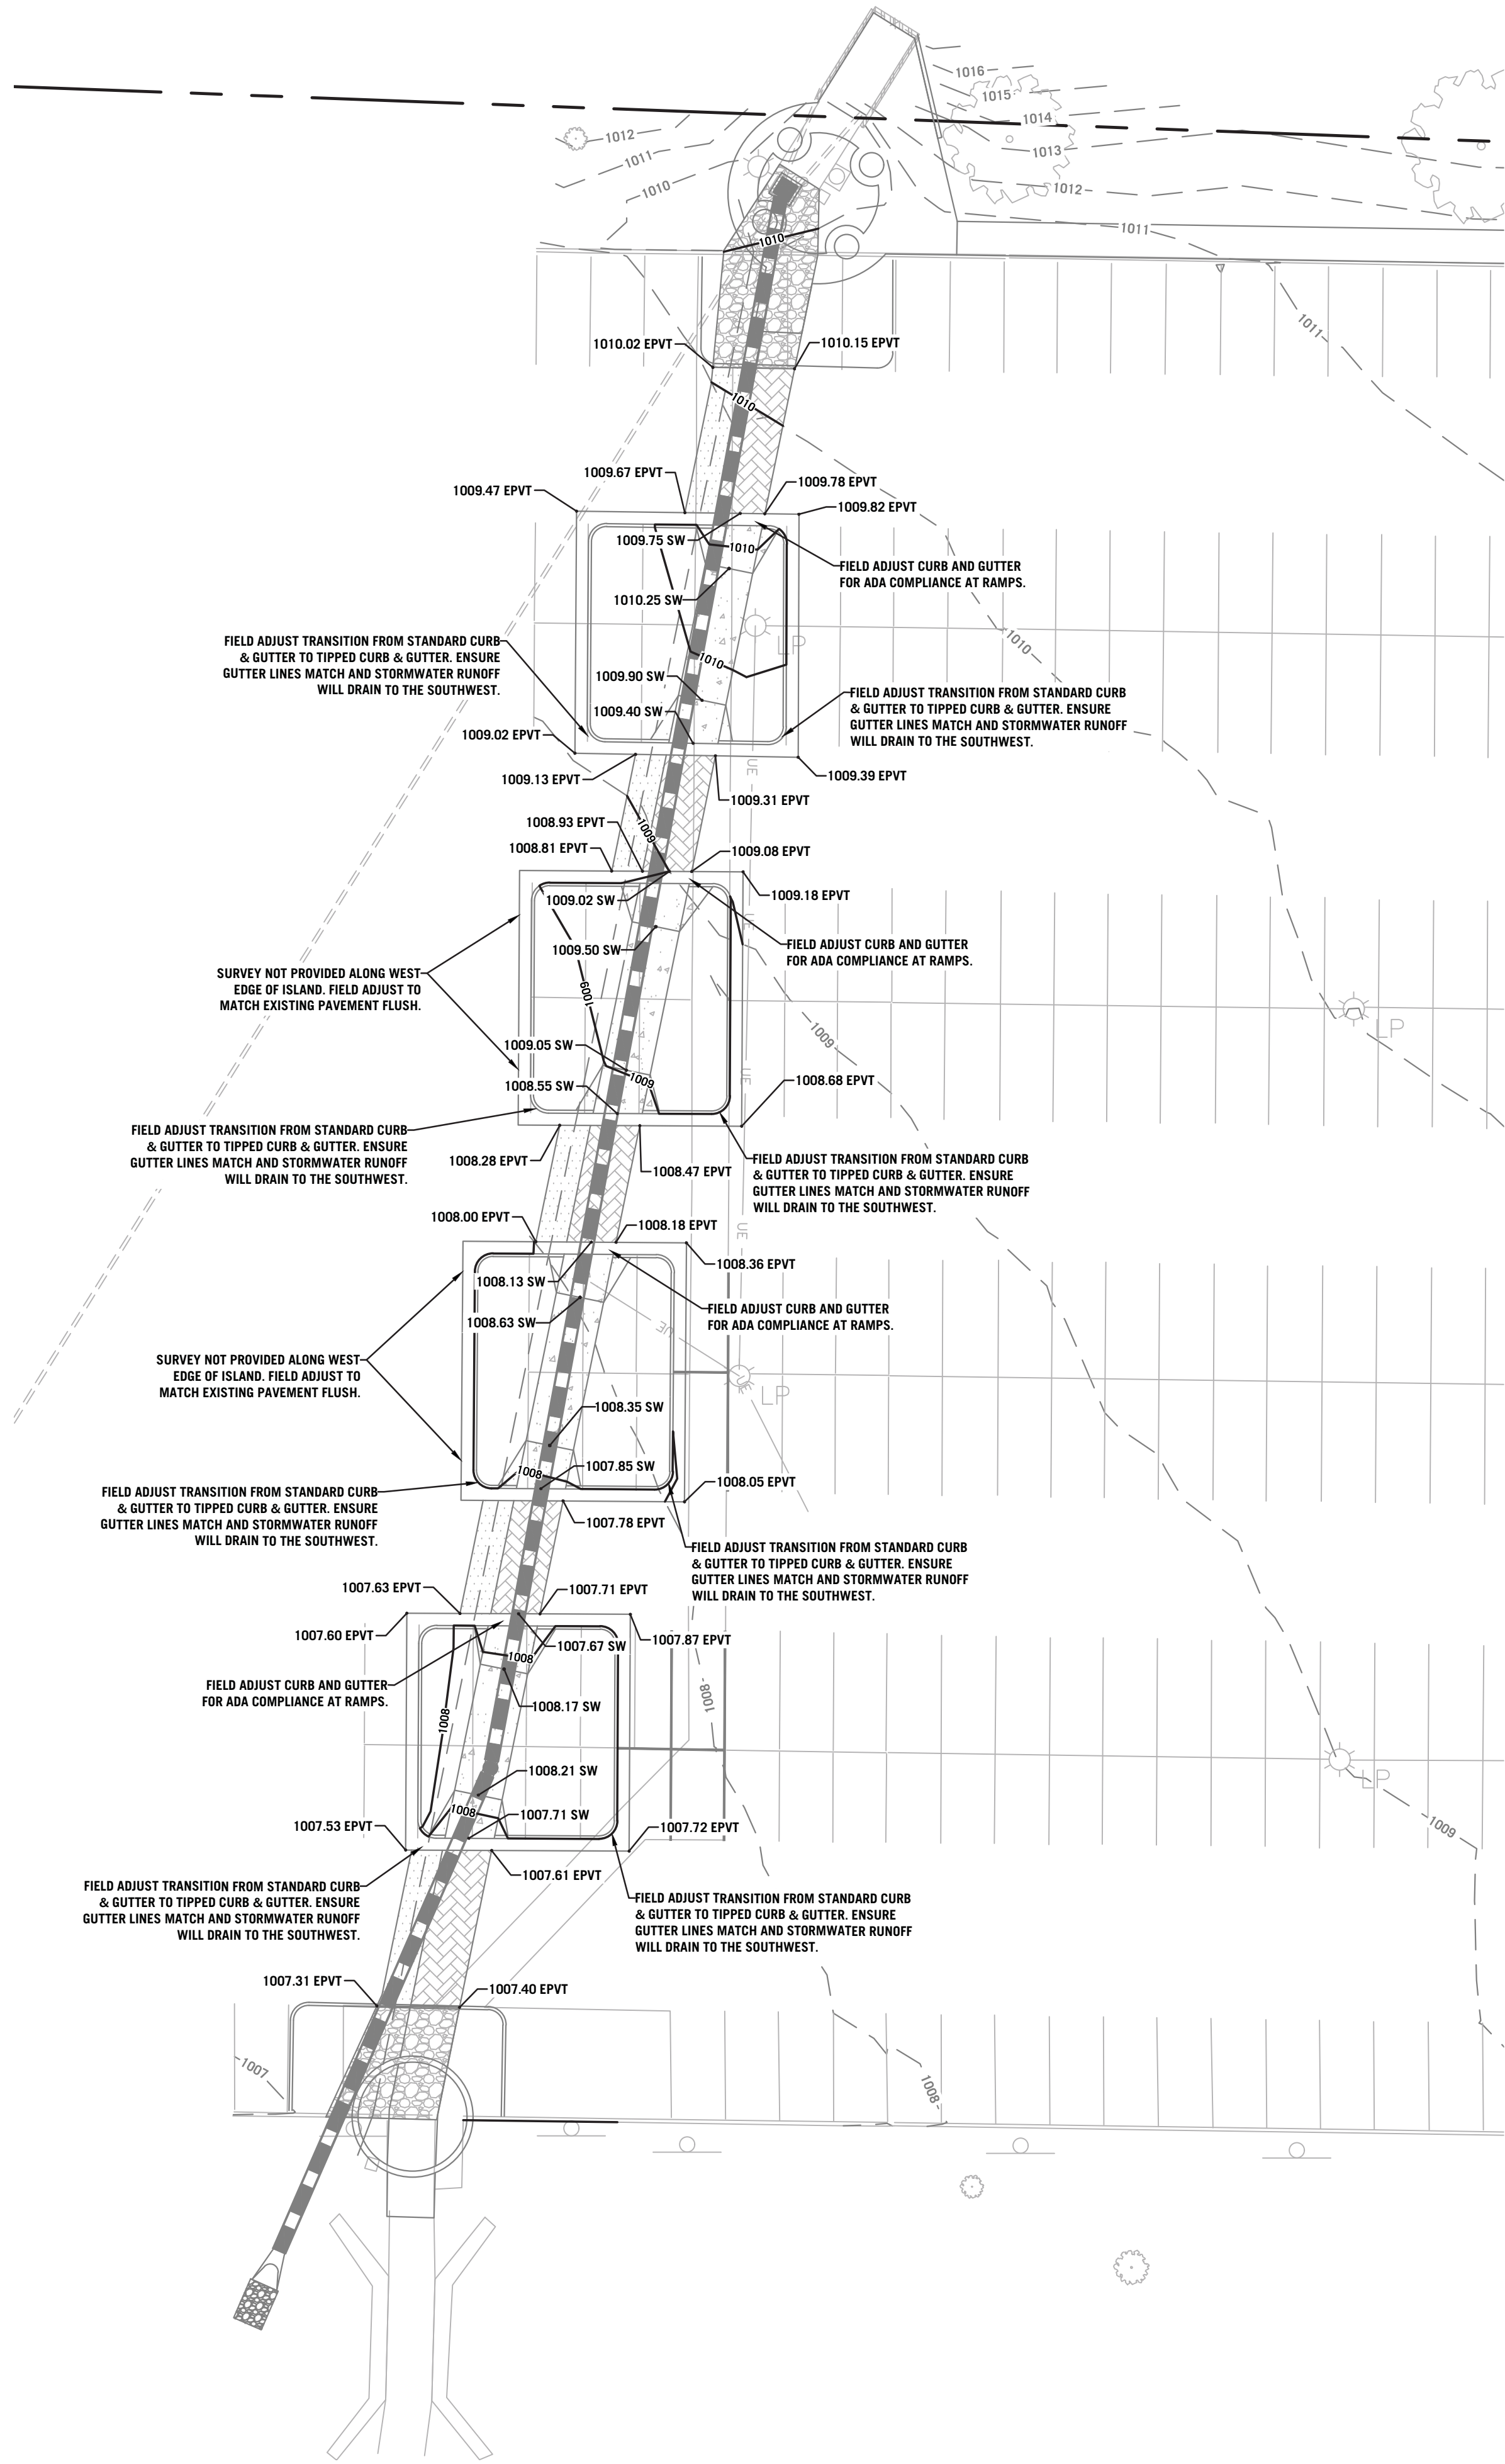 1016
1015
1014
1013
1012
1011
1012
1011
1010
1010
1011
1010.02 EPVT
1010.15 EPVT
1010
1009.67 EPVT
1009.78 EPVT
1009.47 EPVT
1009.82 EPVT
1009.75 SW
1010
FIELD ADJUST CURB AND GUTTER
FOR ADA COMPLIANCE AT RAMPS.
1010.25 SW
1010
LP
FIELD ADJUST TRANSITION FROM STANDARD CURB
& GUTTER TO TIPPED CURB & GUTTER. ENSURE
GUTTER LINES MATCH AND STORMWATER RUNOFF
WILL DRAIN TO THE SOUTHWEST.
1010
1009.90 SW
1009.40 SW
FIELD ADJUST TRANSITION FROM STANDARD CURB
& GUTTER TO TIPPED CURB & GUTTER. ENSURE
GUTTER LINES MATCH AND STORMWATER RUNOFF
WILL DRAIN TO THE SOUTHWEST.
1009.02 EPVT
UE
1009.13 EPVT
1009.39 EPVT
1009.31 EPVT
1008.93 EPVT
1009
1008.81 EPVT
1009.08 EPVT
1009.02 SW
1009.18 EPVT
UE
1009.50 SW
FIELD ADJUST CURB AND GUTTER
FOR ADA COMPLIANCE AT RAMPS.
SURVEY NOT PROVIDED ALONG WEST
EDGE OF ISLAND. FIELD ADJUST TO
MATCH EXISTING PAVEMENT FLUSH.
1009
1009
LP
1009.05 SW
1009
UE
1008.55 SW
1008.68 EPVT
FIELD ADJUST TRANSITION FROM STANDARD CURB
& GUTTER TO TIPPED CURB & GUTTER. ENSURE
GUTTER LINES MATCH AND STORMWATER RUNOFF
WILL DRAIN TO THE SOUTHWEST.
1008.28 EPVT
1008.47 EPVT
FIELD ADJUST TRANSITION FROM STANDARD CURB
& GUTTER TO TIPPED CURB & GUTTER. ENSURE
GUTTER LINES MATCH AND STORMWATER RUNOFF
WILL DRAIN TO THE SOUTHWEST.
1008.00 EPVT
1008.18 EPVT
UE
1008.36 EPVT
1008.13 SW
1008.63 SW
FIELD ADJUST CURB AND GUTTER
FOR ADA COMPLIANCE AT RAMPS.
UE
SURVEY NOT PROVIDED ALONG WEST
EDGE OF ISLAND. FIELD ADJUST TO
MATCH EXISTING PAVEMENT FLUSH.
UE
LP
1008.35 SW
1007.85 SW
1008
1008.05 EPVT
FIELD ADJUST TRANSITION FROM STANDARD CURB
& GUTTER TO TIPPED CURB & GUTTER. ENSURE
GUTTER LINES MATCH AND STORMWATER RUNOFF
WILL DRAIN TO THE SOUTHWEST.
1007.78 EPVT
FIELD ADJUST TRANSITION FROM STANDARD CURB
& GUTTER TO TIPPED CURB & GUTTER. ENSURE
GUTTER LINES MATCH AND STORMWATER RUNOFF
WILL DRAIN TO THE SOUTHWEST.
1007.63 EPVT
1007.71 EPVT
1007.60 EPVT
1007.67 SW
1007.87 EPVT
1008
FIELD ADJUST CURB AND GUTTER
FOR ADA COMPLIANCE AT RAMPS.
1008
1008.17 SW
1008
1008.21 SW
LP
1008
1007.71 SW
1007.53 EPVT
1007.72 EPVT
1009
1007.61 EPVT
FIELD ADJUST TRANSITION FROM STANDARD CURB
& GUTTER TO TIPPED CURB & GUTTER. ENSURE
GUTTER LINES MATCH AND STORMWATER RUNOFF
WILL DRAIN TO THE SOUTHWEST.
FIELD ADJUST TRANSITION FROM STANDARD CURB
& GUTTER TO TIPPED CURB & GUTTER. ENSURE
GUTTER LINES MATCH AND STORMWATER RUNOFF
WILL DRAIN TO THE SOUTHWEST.
1007.31 EPVT
1007.40 EPVT
1007
1008